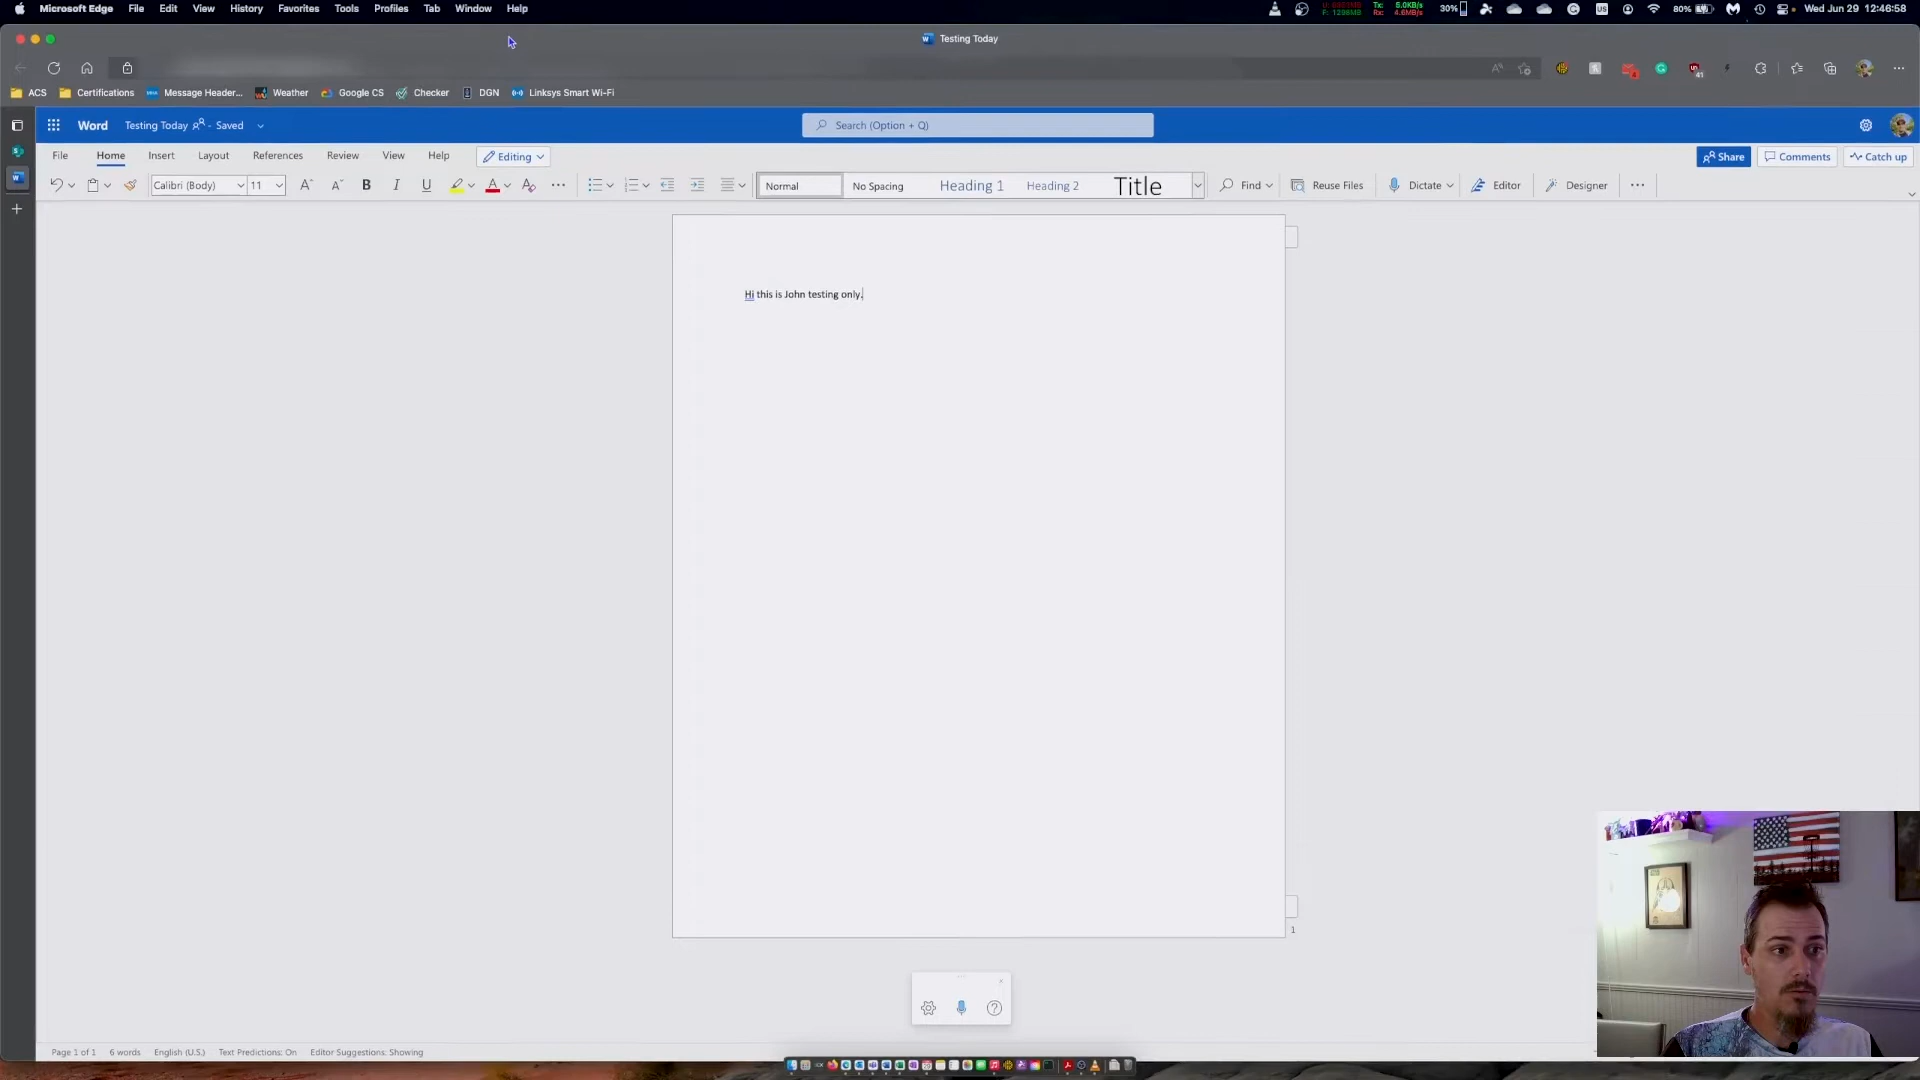 Microsoft Edge File Edit View History Favorites Tools Profiles Tab Window Help
30% 80% Wed Jun 29 12:46:58
Testing Today
ACS Certifications Message Header... Weather Google CS Checker DGN Linksys Smart Wi-Fi
Word Testing Today - Saved Search (Option + Q)
File Home Insert Layout References Review View Help Editing Share Comments Catch up
Calibri (Body) 11 A A B I U A A Normal No Spacing Heading 1 Heading 2 Title Find Reuse Files Dictate Editor Designer
Hi this is John testing only.
1
Page 1 of 1 6 words English (U.S.) Text Predictions: On Editor Suggestions: Showing